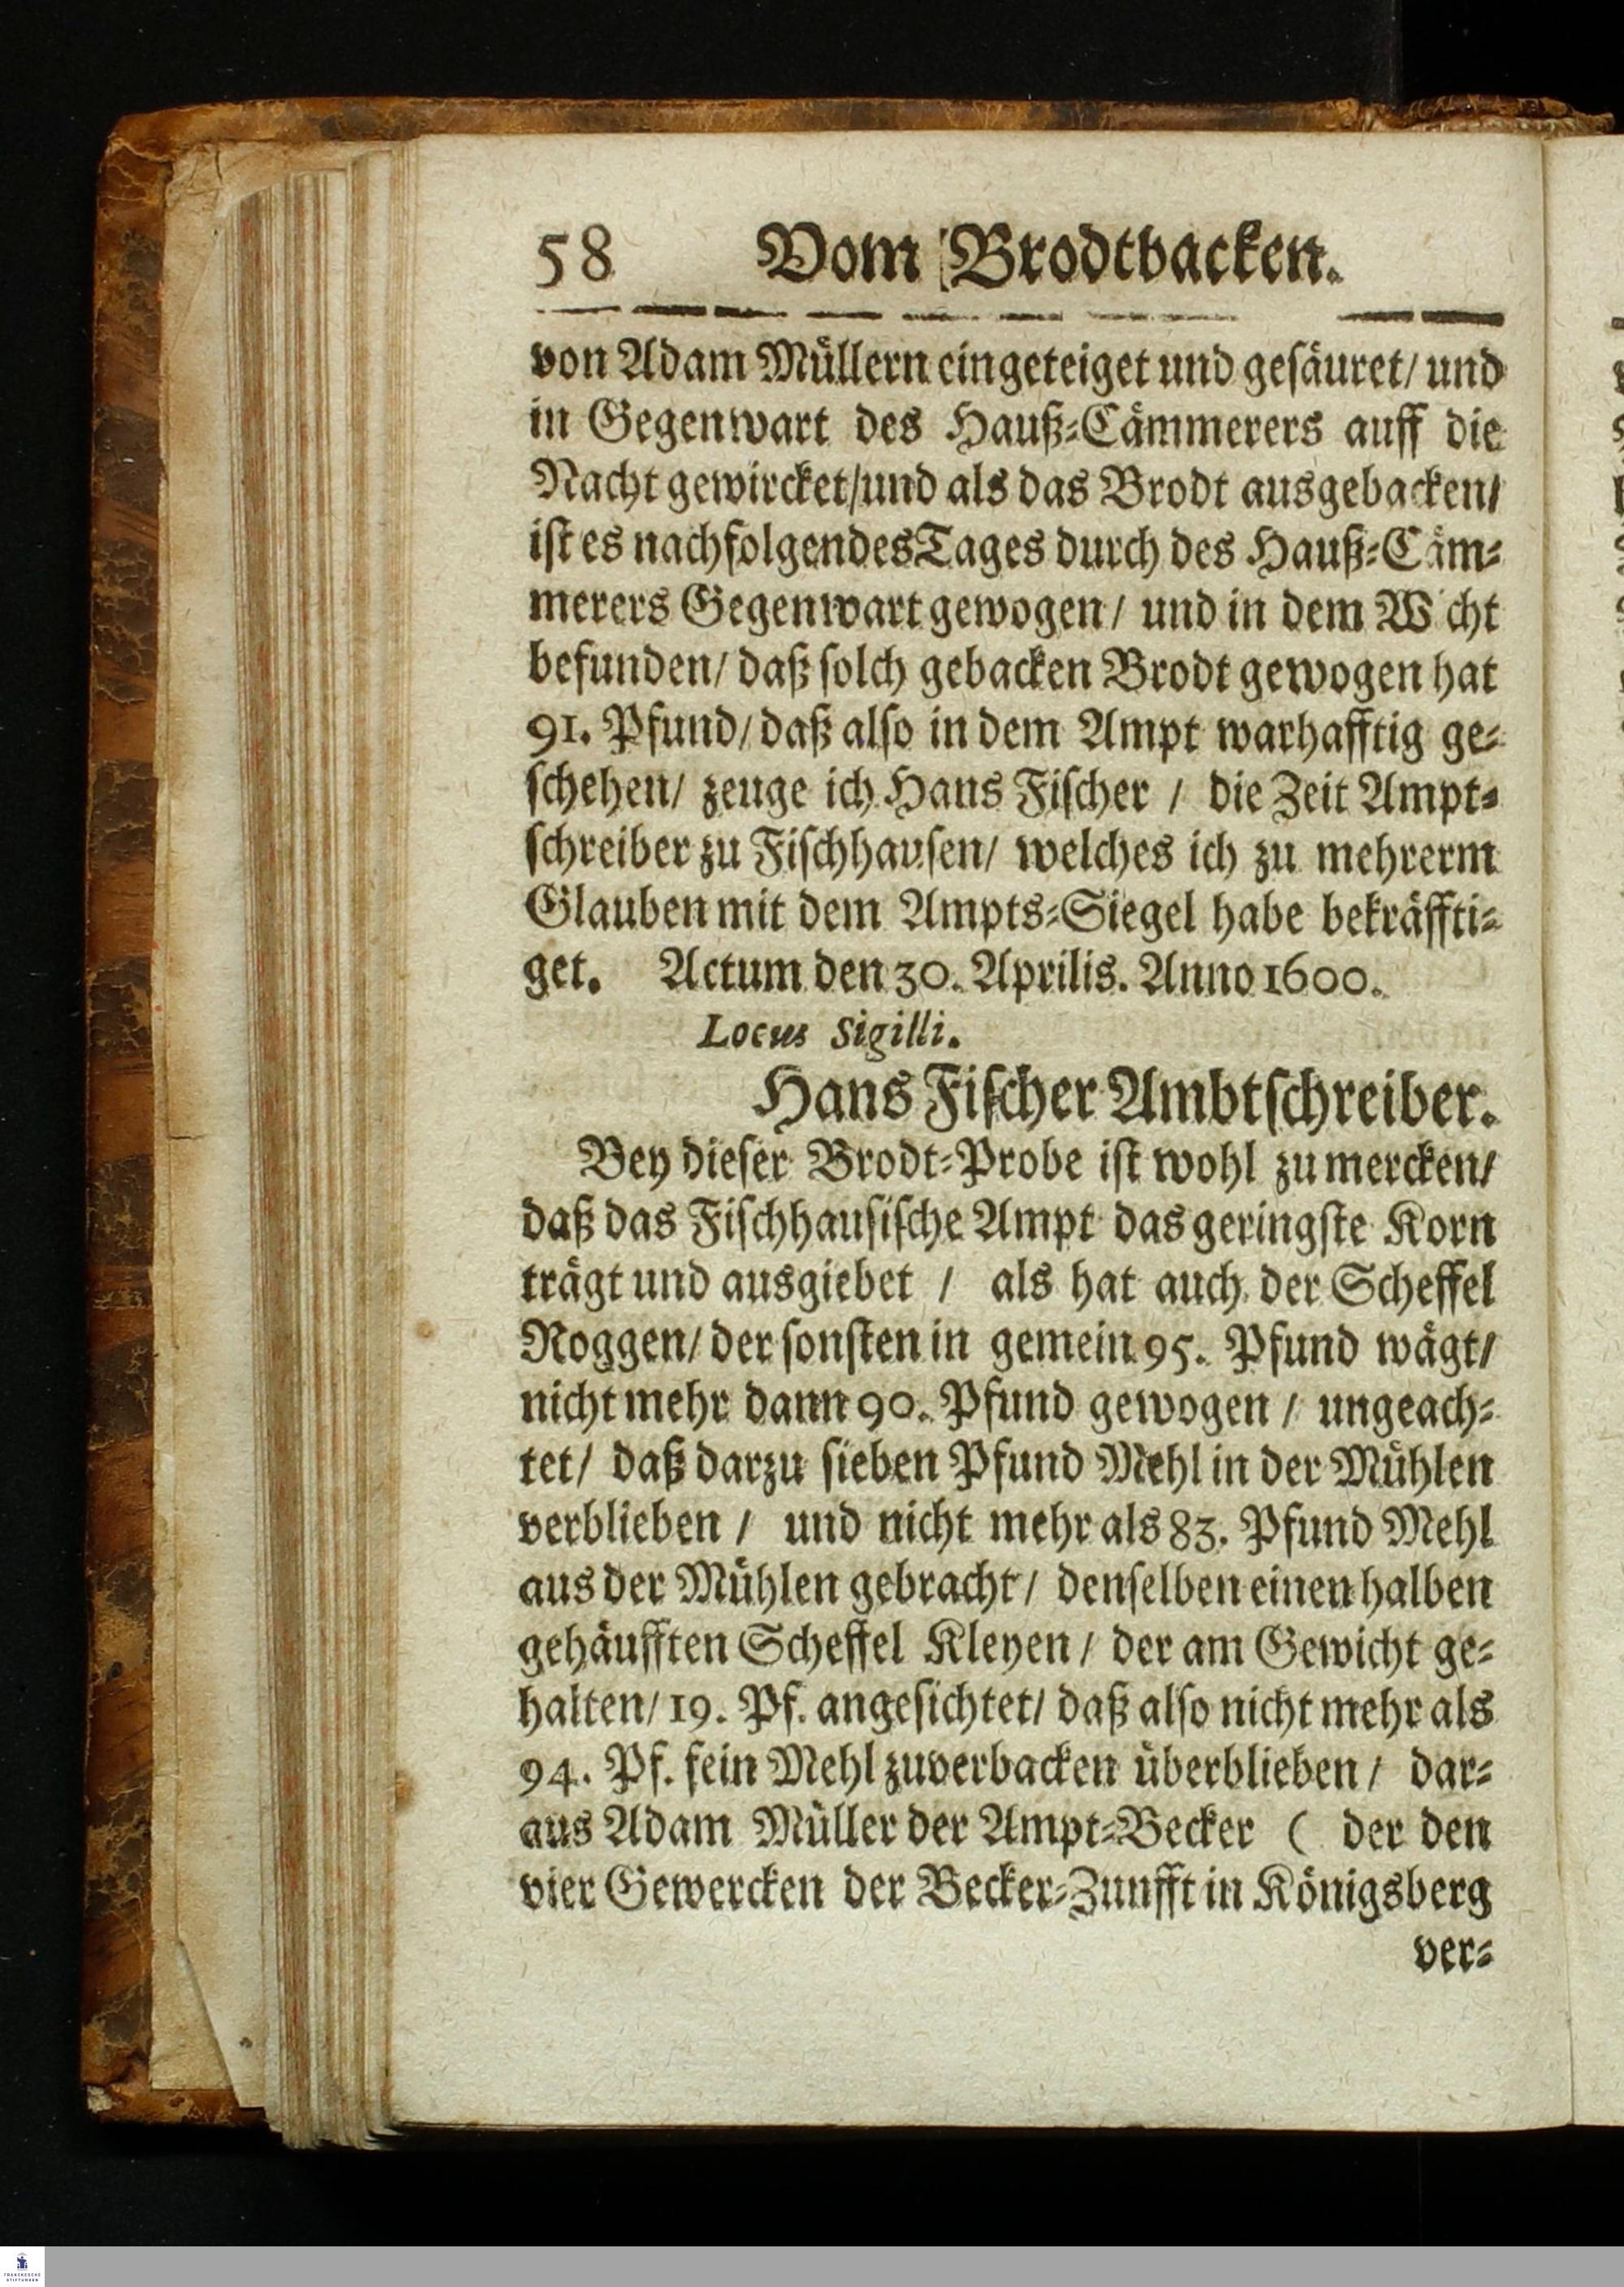 58 Vom Brodtbacken.
von Adam Müllern eingeteiget und gesäuret/ und
in Gegenwart des Hauß-Cämmerers auff die
Nacht gewircket/und als das Brodt ausgebacken/
ist es nachfolgendes Tages durch des Hauß-Cäm-
merers Gegenwart gewogen/ und in dem W cht
befunden/ daß solch gebacken Brodt gewogen hat
91. Pfund/ daß also in dem Ampt warhafftig ge-
schehen/ zeuge ich Hans Fischer / die Zeit Ampt-
schreiber zu Fischhausen/ welches ich zu mehrerm
Glauben mit dem Ampts-Siegel habe bekräffti-
get. Actum den 30. Aprilis. Anno 1600.
Locus Sigilli.
Hans Fischer Ambtschreiber.
Bey dieser Brodt-Probe ist wohl zu mercken/
daß das Fischhausische Ampt das geringste Korn
trägt und ausgiebet / als hat auch der Scheffel
Roggen/ der sonsten in gemein 95. Pfund wägt/
nicht mehr dann 90. Pfund gewogen / ungeach-
tet/ daß darzu sieben Pfund Mehl in der Mühlen
verblieben / und nicht mehr als 83. Pfund Mehl
aus der Mühlen gebracht/ denselben einen halben
gehäufften Scheffel Kleyen / der am Gewicht ge-
halten/ 19. Pf. angesichtet/ daß also nicht mehr als
94. Pf. fein Mehl zuverbacken überblieben / dar-
aus Adam Müller der Ampt-Becker ( der den
vier Gewercken der Becker-Zunfft in Königsberg
ver-
FRANCKESCHE
STIFTUNGEN